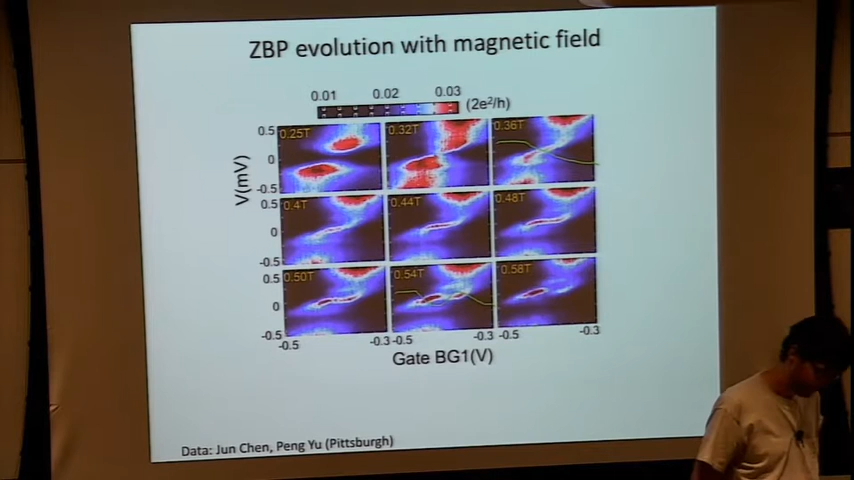 ZBP evolution with magnetic field
0.01 0.02 0.03
(2e²/h)
0.25T 0.32T 0.36T
0.5
0
-0.5
V(mV)
0.4T 0.44T 0.48T
0.5
0
-0.5
0.50T 0.54T 0.58T
0.5
0
-0.5
-0.5 -0.3 -0.5 -0.3 -0.5 -0.3
Gate BG1(V)
Data: Jun Chen, Peng Yu (Pittsburgh)